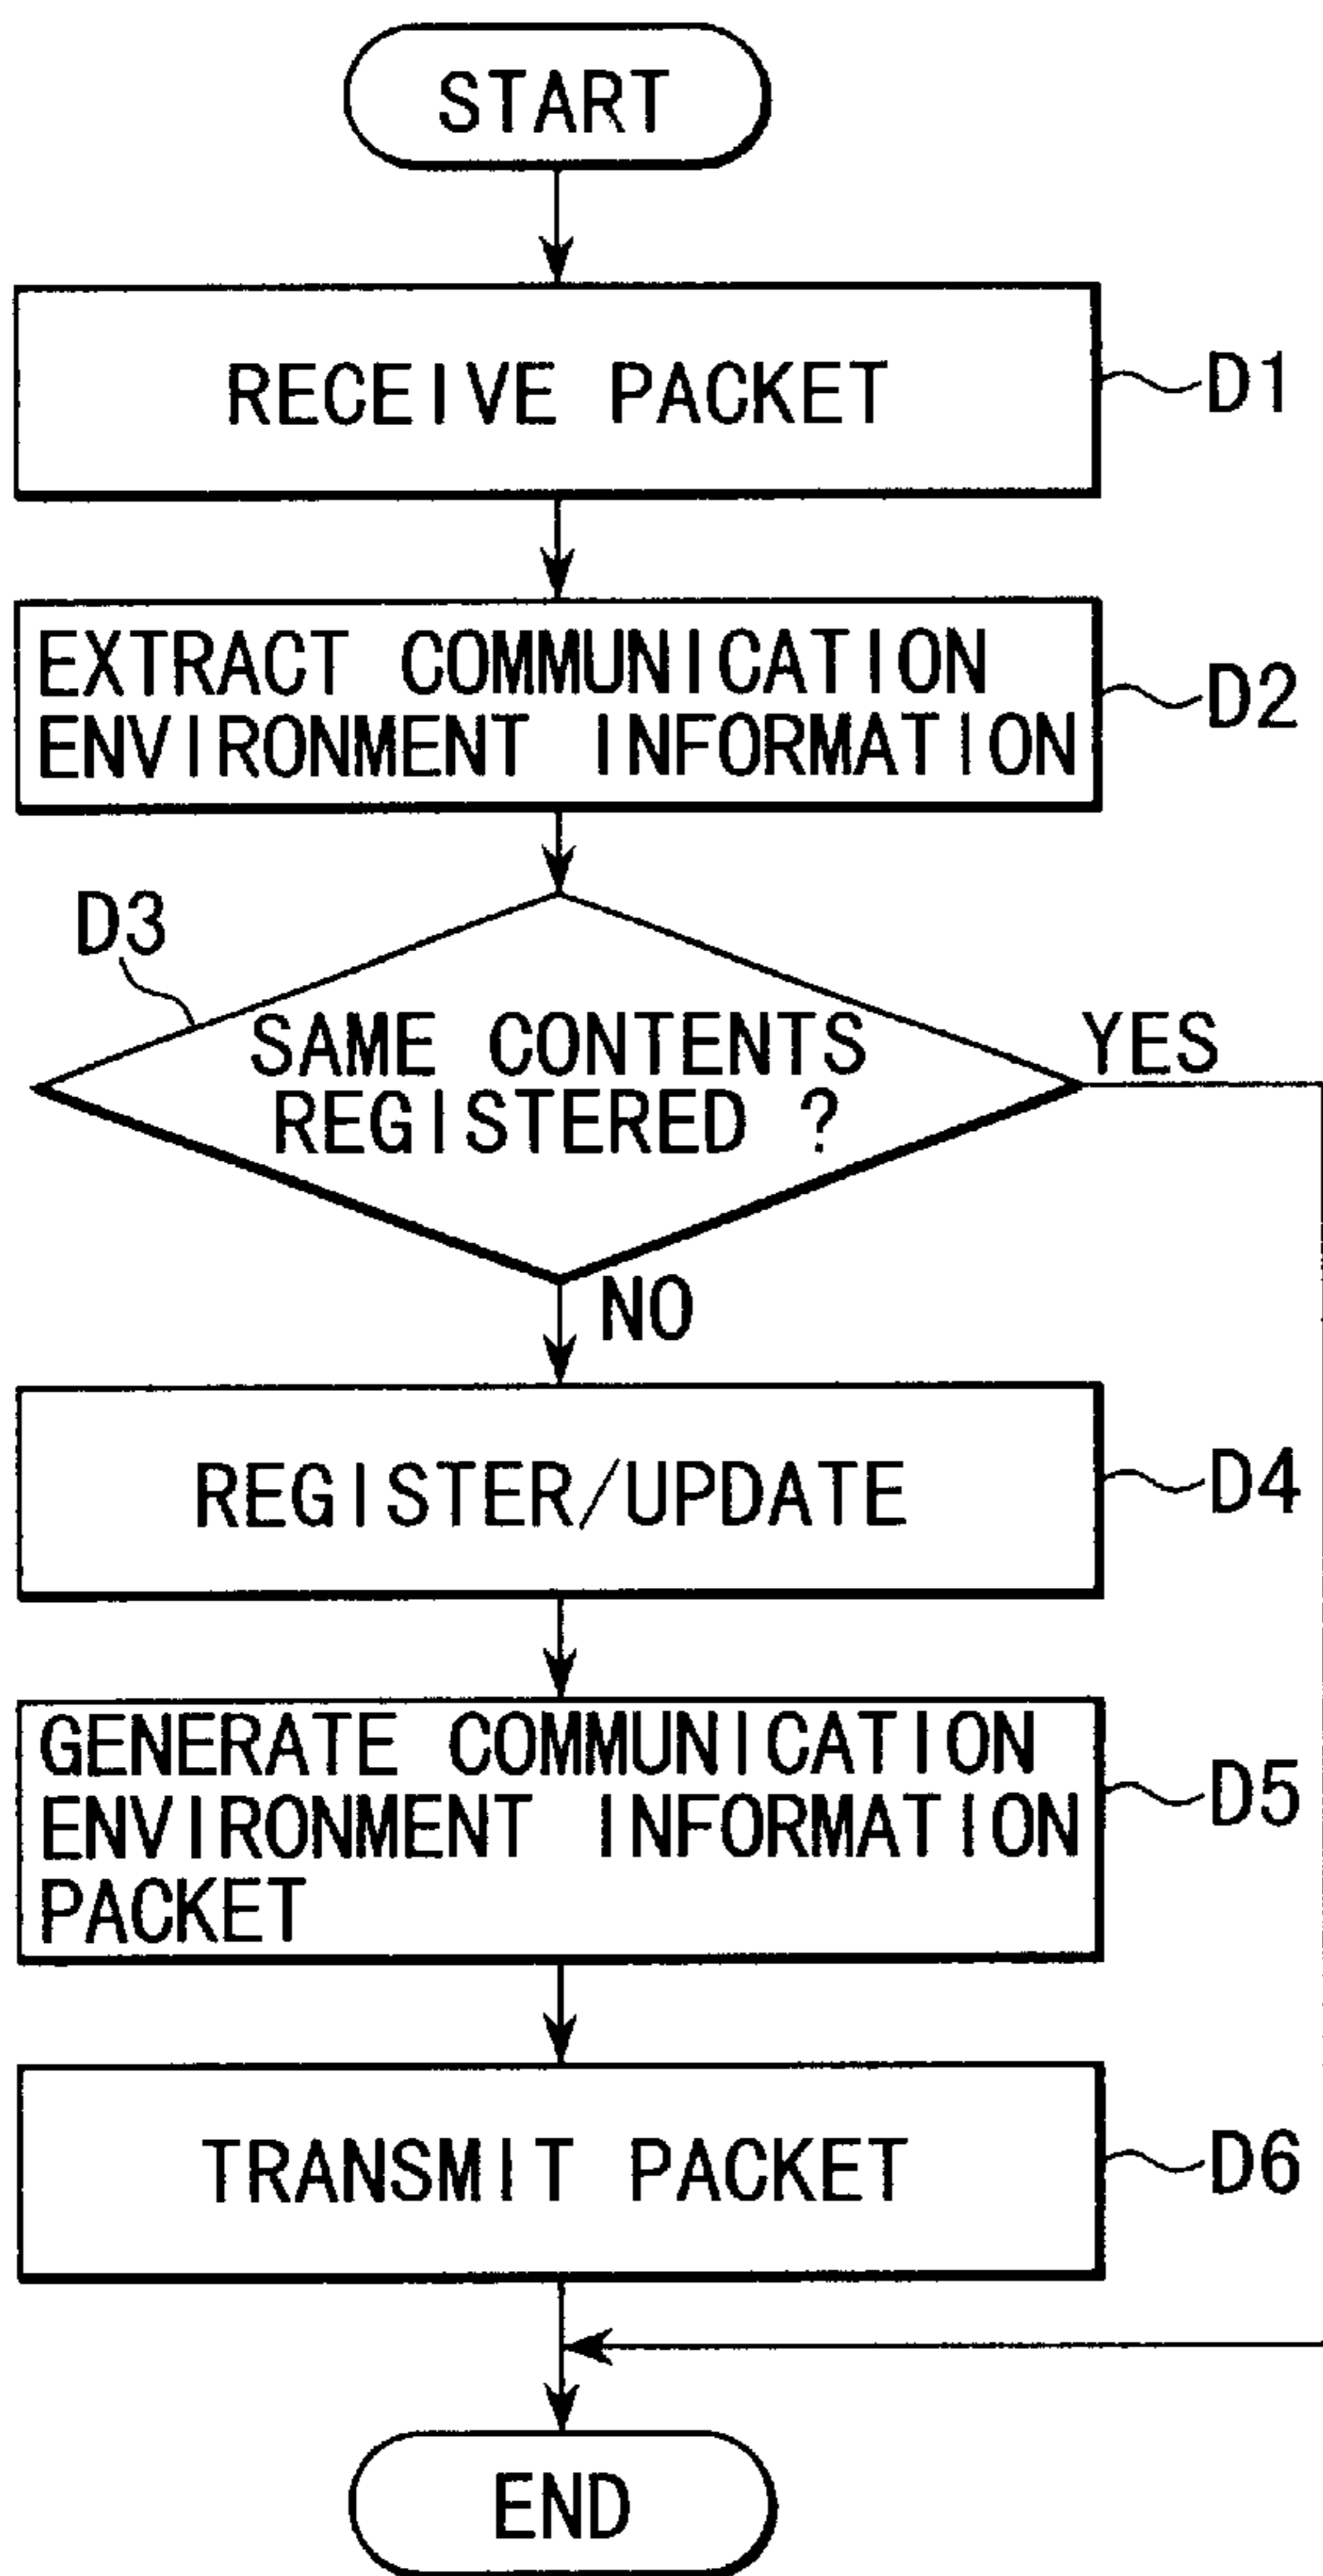 START
RECEIVE PACKET
D1
EXTRACT COMMUNICATION
ENVIRONMENT INFORMATION
D2
D3
SAME CONTENTS
REGISTERED ?
YES
NO
REGISTER/UPDATE
D4
GENERATE COMMUNICATION
ENVIRONMENT INFORMATION
PACKET
D5
TRANSMIT PACKET
D6
END